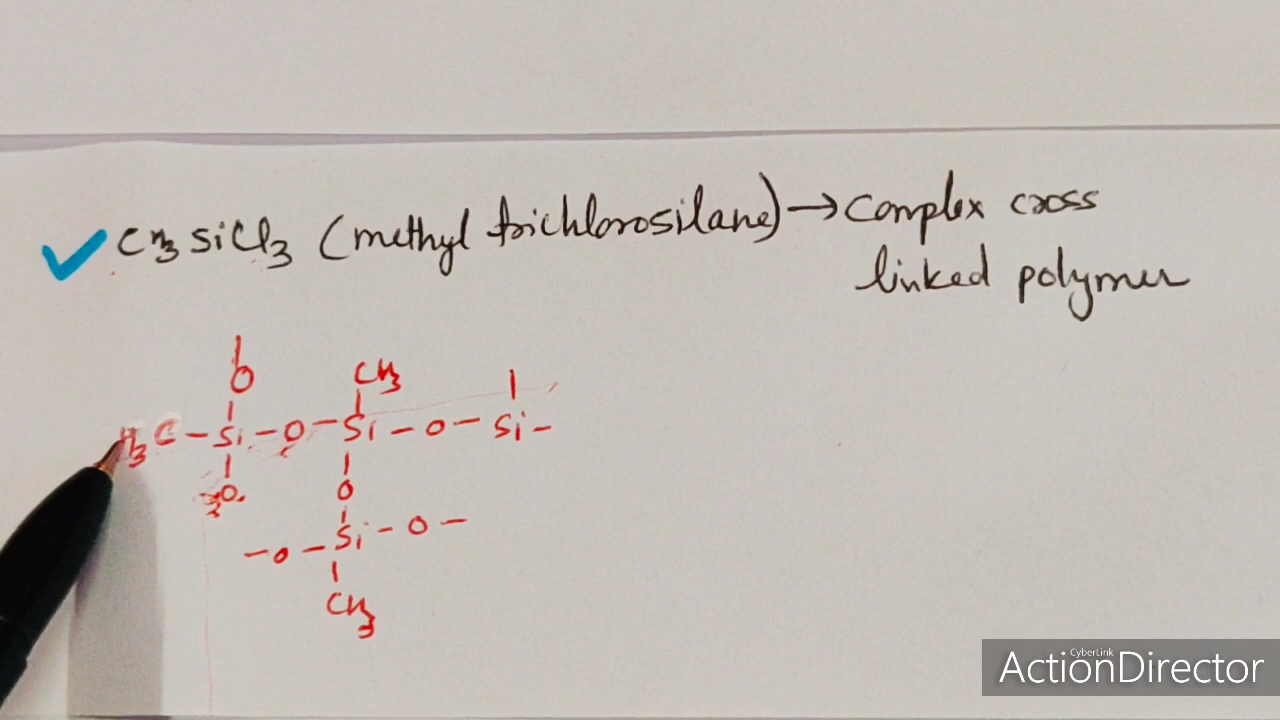 CH3SiCl3 (methyl trichlorosilane) → Complex cross
linked polymer
O CH3
H3C - Si - O - Si - O - Si -
O O
- O - Si - O -
CH3
CyberLink
ActionDirector